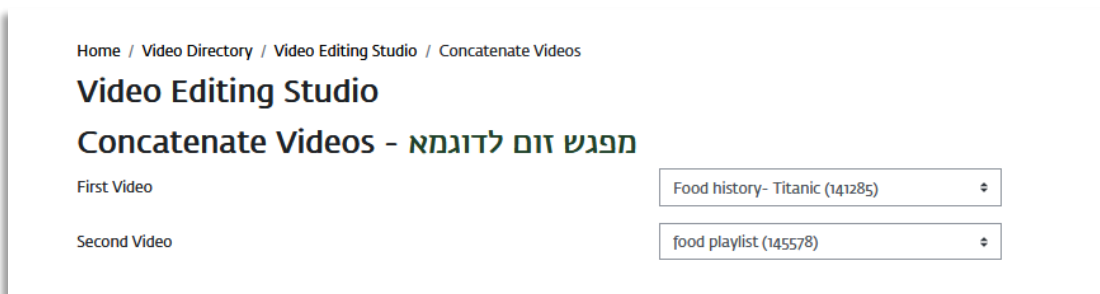 Home / Video Directory / Video Editing Studio / Concatenate Videos
Video Editing Studio
Concatenate Videos - מפגש זום לדוגמא
First Video Food history- Titanic (141285)
Second Video food playlist (145578)